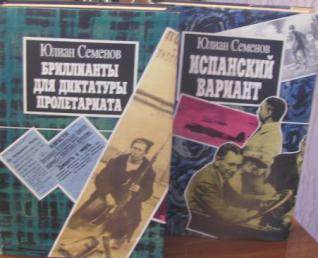 Юлиан Семенов
БРИЛЛИАНТЫ
ДЛЯ ДИКТАТУРЫ
ПРОЛЕТАРИАТА
Юлиан Семенов
ИСПАНСКИЙ
ВАРИАНТ